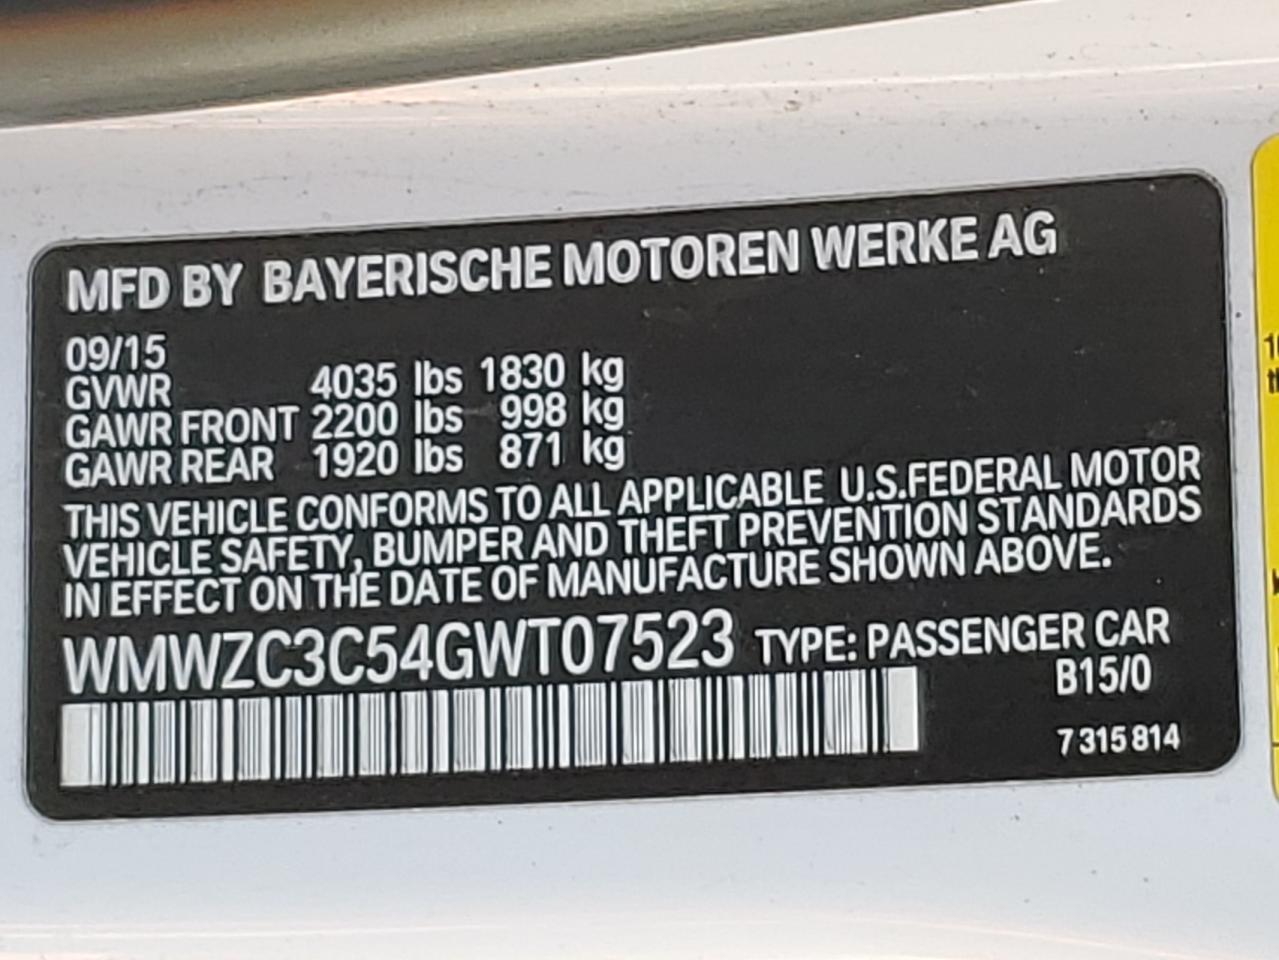 MFD BY BAYERISCHE MOTOREN WERKE AG
09/15
GVWR 4035 lbs 1830 kg
GAWR FRONT 2200 lbs 998 kg
GAWR REAR 1920 lbs 871 kg
THIS VEHICLE CONFORMS TO ALL APPLICABLE U.S.FEDERAL MOTOR
VEHICLE SAFETY, BUMPER AND THEFT PREVENTION STANDARDS
IN EFFECT ON THE DATE OF MANUFACTURE SHOWN ABOVE.
WMWZC3C54GWT07523 TYPE: PASSENGER CAR
B15/0
7 315 814